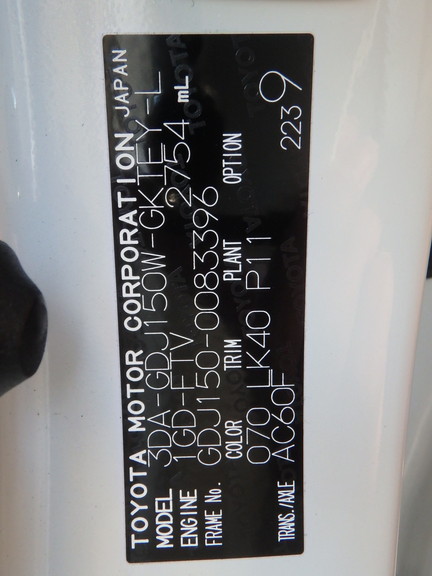 TOYOTA MOTOR CORPORATION JAPAN
MODEL 3DA-GDJ150W-GKTEY -L
ENGINE 1GD-FTV 2754 mL
FRAME No. GDJ150-0083396
COLOR TRIM PLANT OPTION
070 LK40 P11
TRANS./AXLE AC60F 2239